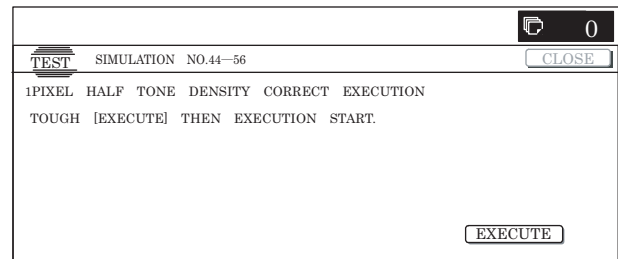 0
TEST SIMULATION NO.44—56 CLOSE
1PIXEL HALF TONE DENSITY CORRECT EXECUTION
TOUGH [EXECUTE] THEN EXECUTION START.
EXECUTE